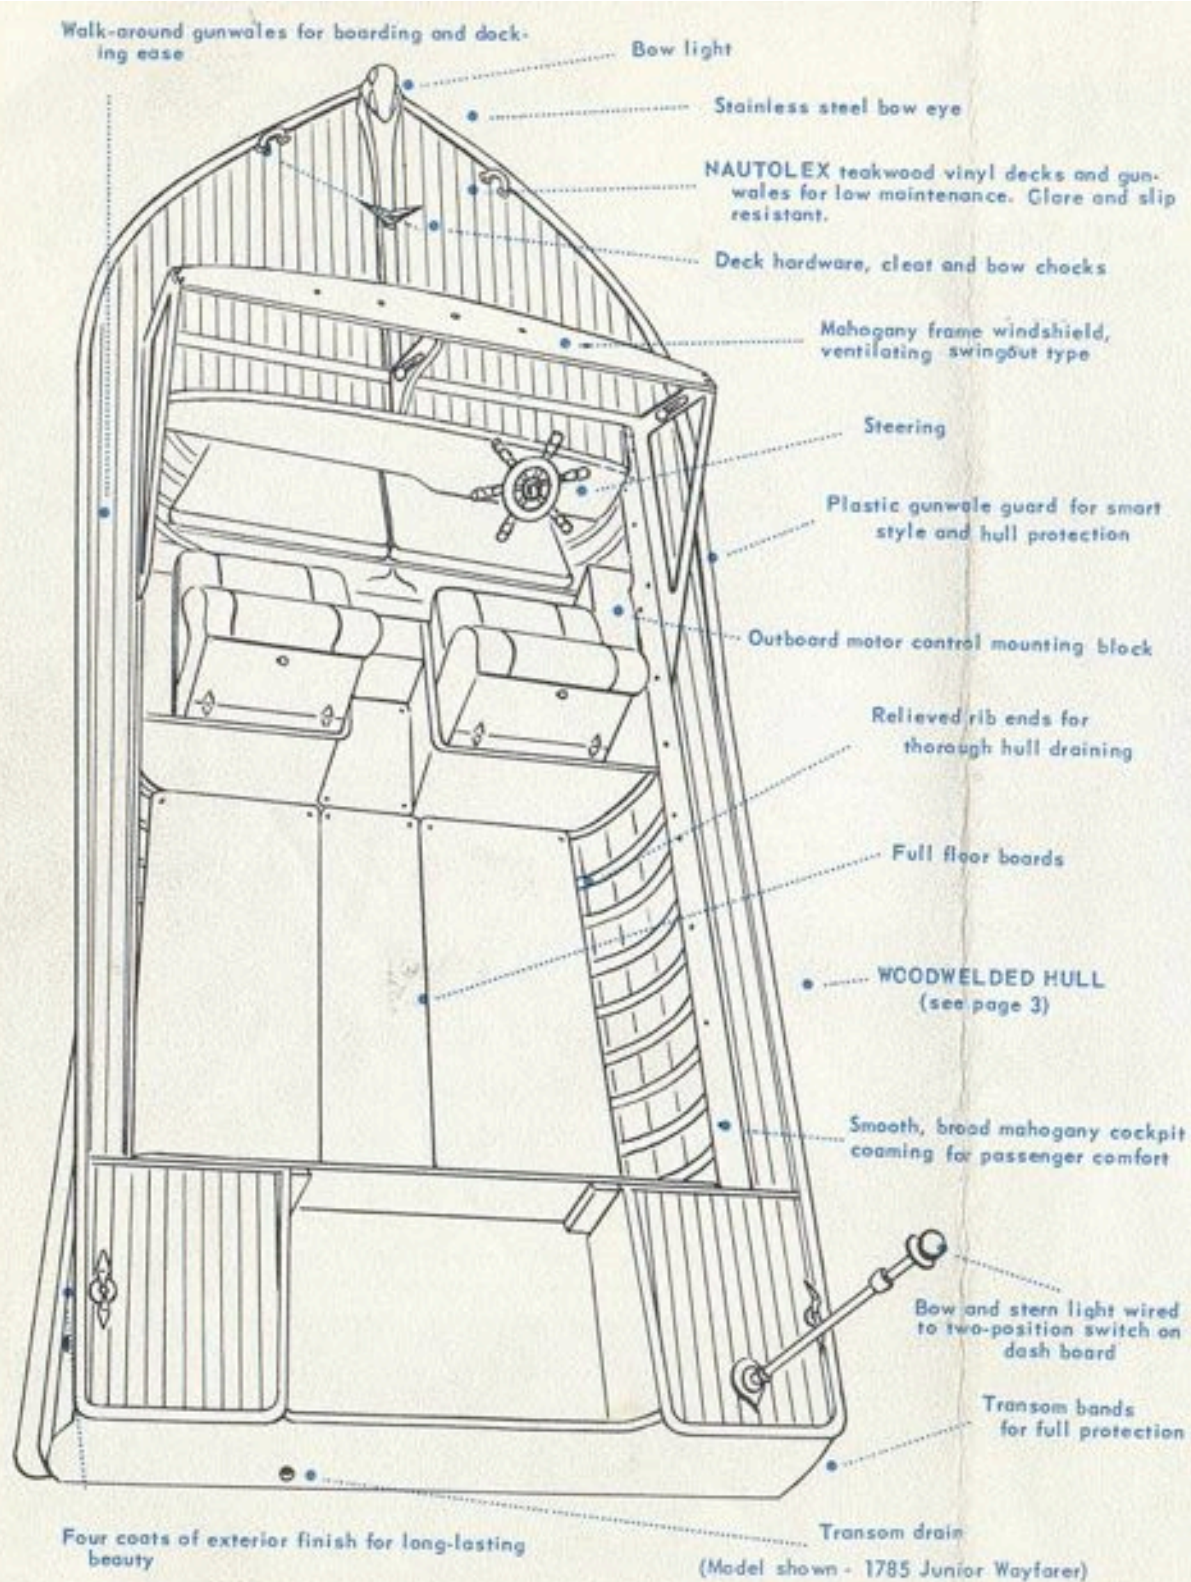 Walk-around gunwales for boarding and dock-
ing ease
Bow light
Stainless steel bow eye
NAUTOLEX teakwood vinyl decks and gun-
wales for low maintenance. Glare and slip
resistant.
Deck hardware, cleat and bow chocks
Mahogany frame windshield,
ventilating swingout type
Steering
Plastic gunwale guard for smart
style and hull protection
Outboard motor control mounting block
Relieved rib ends for
thorough hull draining
Full floor boards
WOODWELDED HULL
(see page 3)
Smooth, broad mahogany cockpit
coaming for passenger comfort
Bow and stern light wired
to two-position switch on
dash board
Transom bands
for full protection
Transom drain
Four coats of exterior finish for long-lasting
beauty
(Model shown - 1785 Junior Wayfarer)